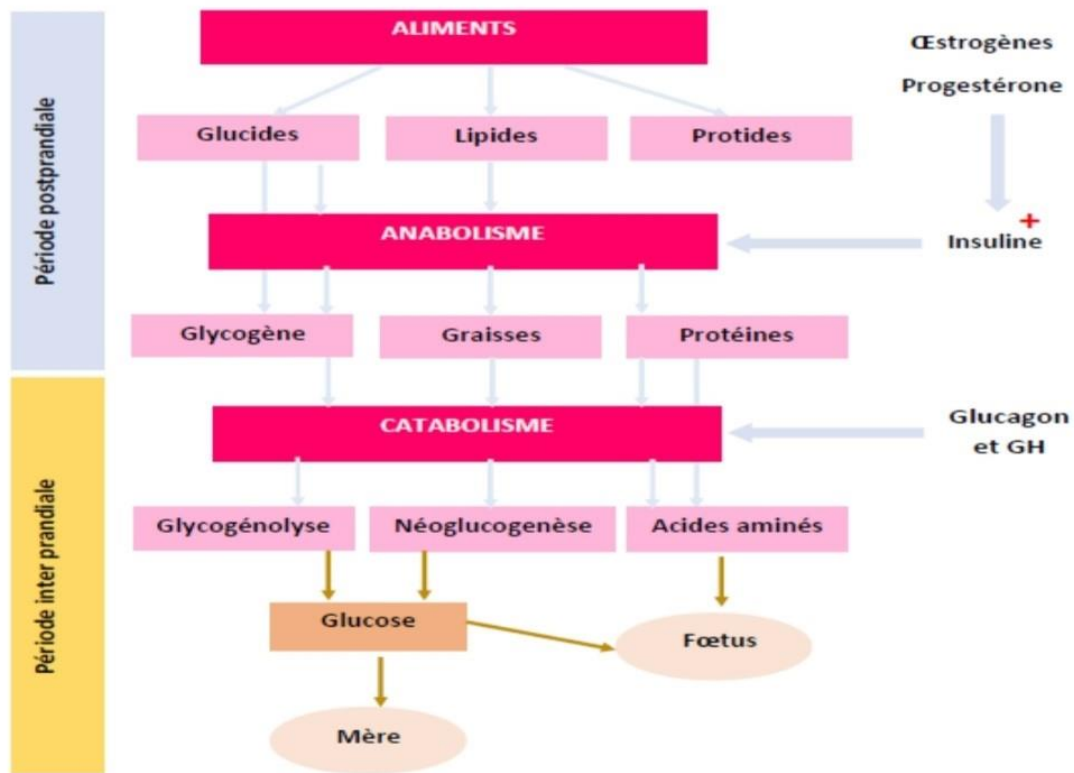 Période postprandiale
ALIMENTS
Œstrogènes
Progestérone
Glucides
Lipides
Protides
ANABOLISME
+
Insuline
Glycogène
Graisses
Protéines
Période inter prandiale
CATABOLISME
Glucagon
et GH
Glycogénolyse
Néoglucogenèse
Acides aminés
Glucose
Fœtus
Mère